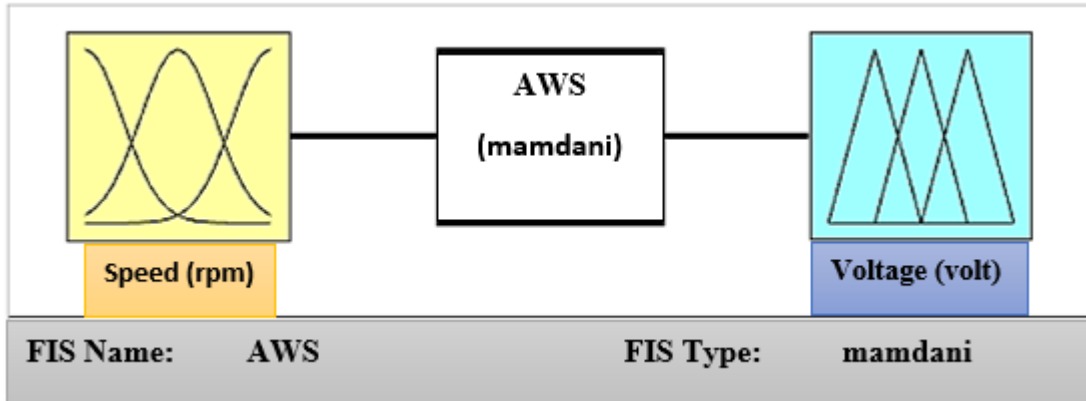 AWS
(mamdani)
Speed (rpm)
Voltage (volt)
FIS Name: AWS FIS Type: mamdani